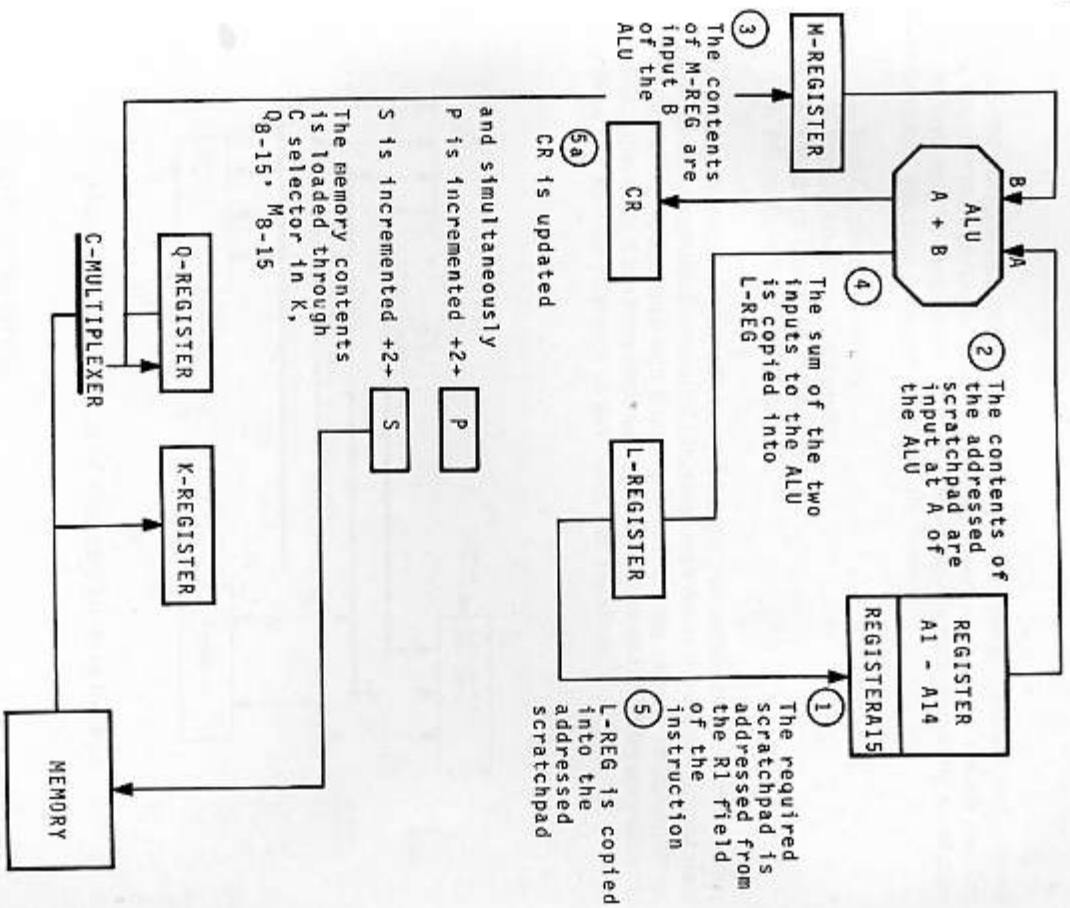 M-REGISTER
3
The contents
of M-REG are
input B
of the
ALU
B
A
ALU
A + B
2
The contents of
the addressed
scratchpad are
input at A of
the ALU
REGISTER
A1 - A14
REGISTERA15
1
The required
scratchpad is
addressed from
the R1 field
of the
instruction
4
The sum of the two
inputs to the ALU
is copied into
L-REG
CR
5a
CR is updated
L-REGISTER
5
L-REG is copied
into the
addressed
scratchpad
and simultaneously
P is incremented +2→
P
S is incremented +2→
S
The memory contents
is loaded through
C selector in K,
Q8-15, M8-15
Q-REGISTER
C-MULTIPLEXER
K-REGISTER
MEMORY